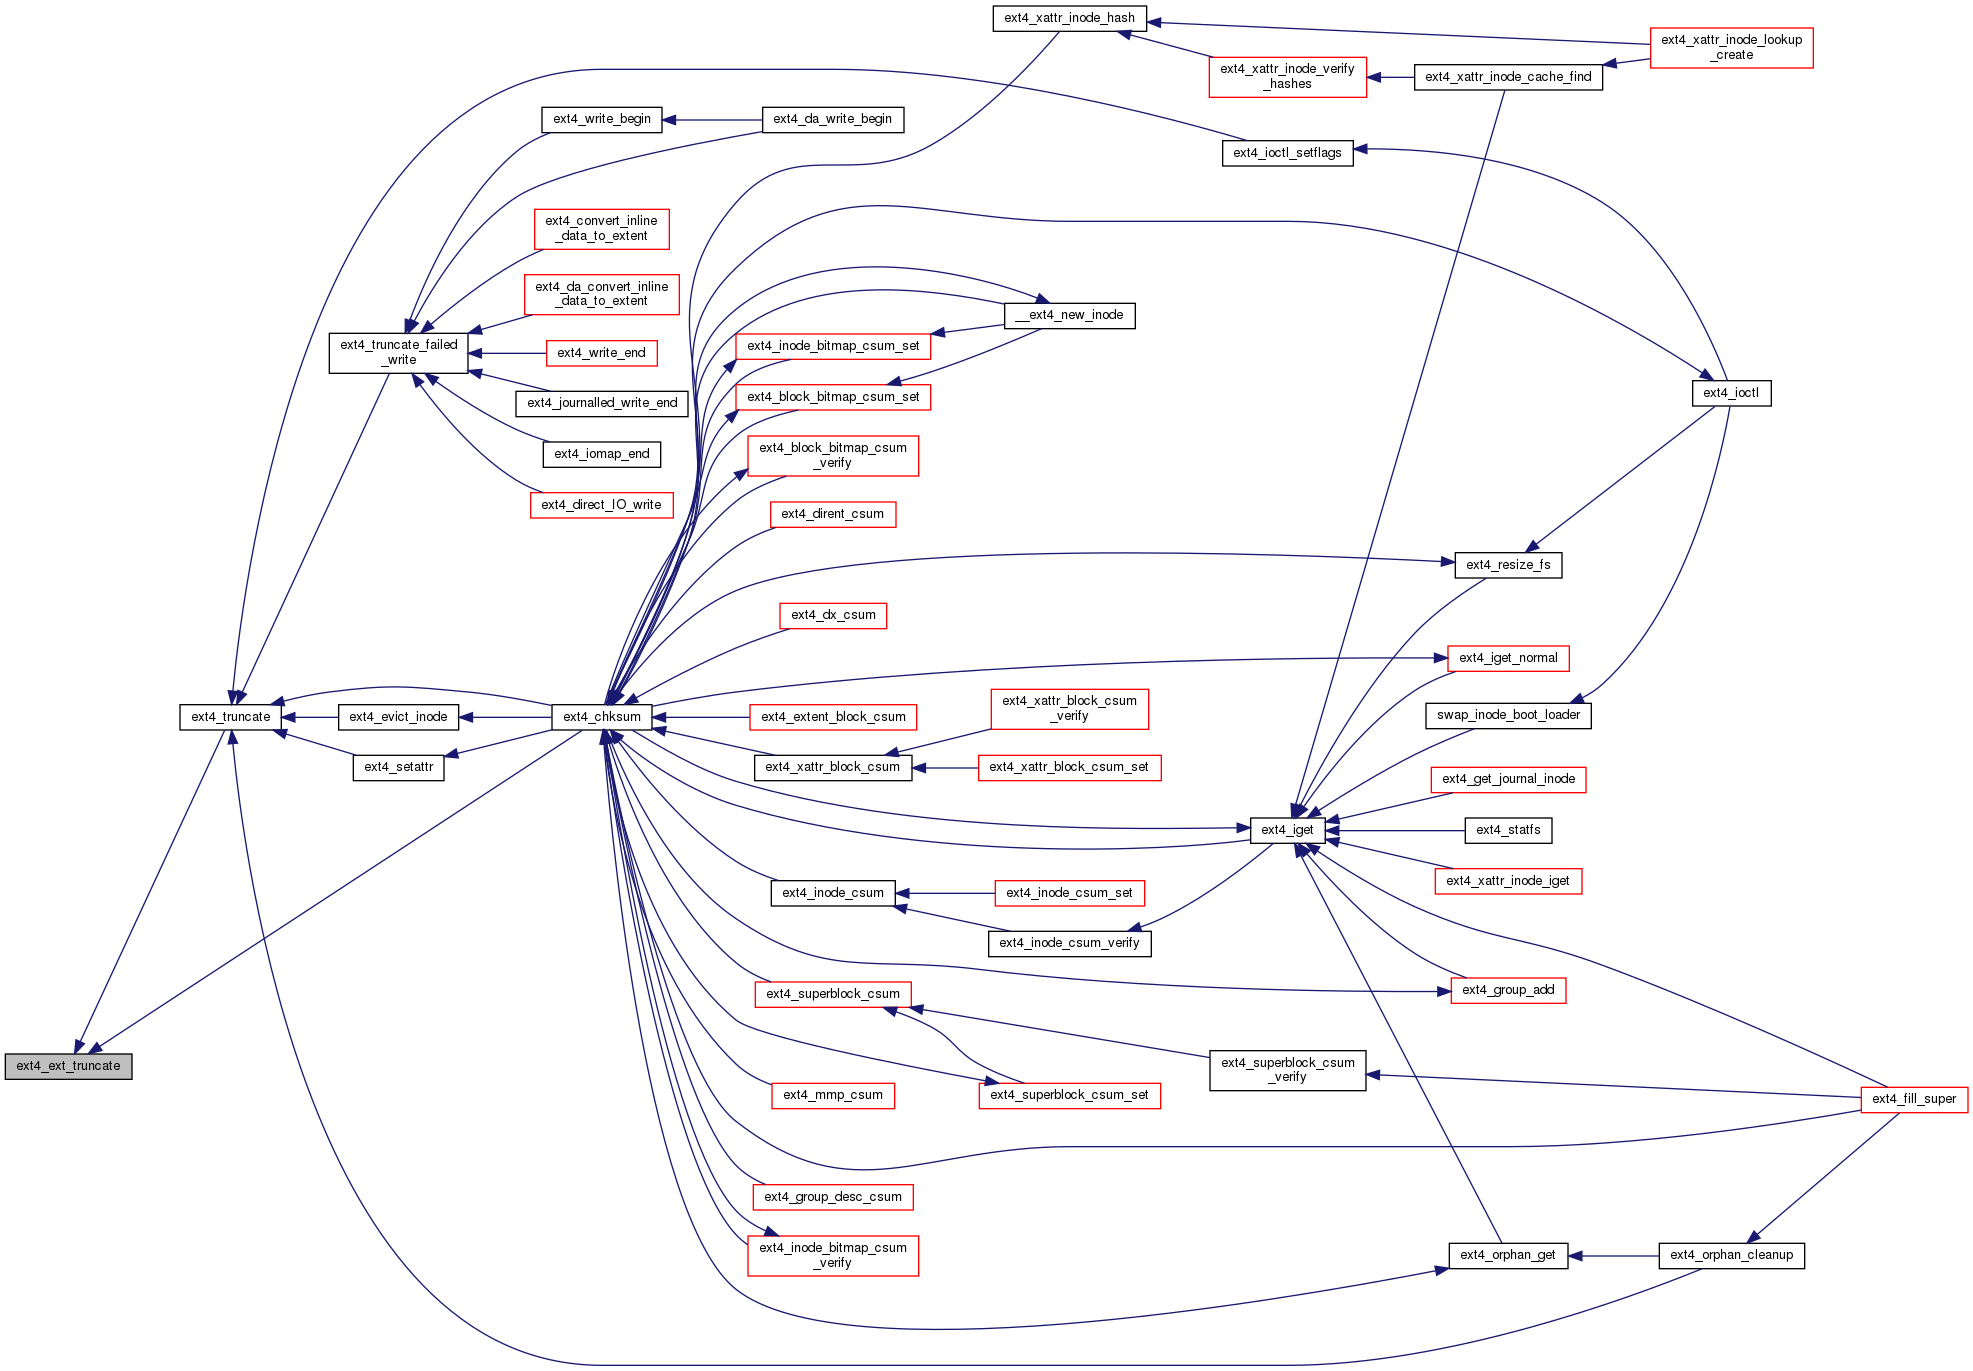 ext4_xattr_inode_hash
ext4_xattr_inode_lookup
_create
ext4_xattr_inode_verify
_hashes
ext4_xattr_inode_cache_find
ext4_write_begin
ext4_da_write_begin
ext4_ioctl_setflags
ext4_convert_inline
_data_to_extent
ext4_da_convert_inline
_data_to_extent
__ext4_new_inode
ext4_truncate_failed
_write
ext4_write_end
ext4_inode_bitmap_csum_set
ext4_journalled_write_end
ext4_block_bitmap_csum_set
ext4_ioctl
ext4_iomap_end
ext4_block_bitmap_csum
_verify
ext4_direct_IO_write
ext4_dirent_csum
ext4_resize_fs
ext4_dx_csum
ext4_iget_normal
ext4_truncate
ext4_evict_inode
ext4_chksum
ext4_extent_block_csum
ext4_xattr_block_csum
_verify
swap_inode_boot_loader
ext4_setattr
ext4_xattr_block_csum
ext4_xattr_block_csum_set
ext4_get_journal_inode
ext4_iget
ext4_statfs
ext4_xattr_inode_iget
ext4_inode_csum
ext4_inode_csum_set
ext4_inode_csum_verify
ext4_superblock_csum
ext4_group_add
ext4_ext_truncate
ext4_superblock_csum
_verify
ext4_mmp_csum
ext4_superblock_csum_set
ext4_fill_super
ext4_group_desc_csum
ext4_inode_bitmap_csum
_verify
ext4_orphan_get
ext4_orphan_cleanup